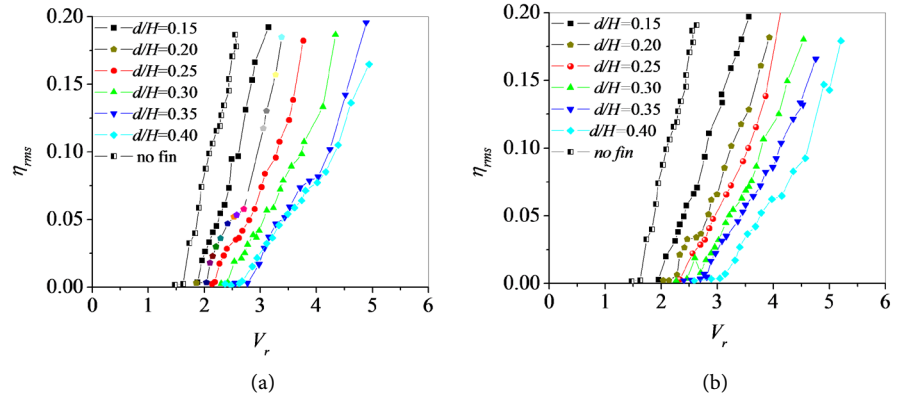 0.20
0.15
0.10
0.05
0.00
η_rms
d/H=0.15
d/H=0.20
d/H=0.25
d/H=0.30
d/H=0.35
d/H=0.40
no fin
0 1 2 3 4 5 6
V_r
(a)
0.20
0.15
0.10
0.05
0.00
η_rms
d/H=0.15
d/H=0.20
d/H=0.25
d/H=0.30
d/H=0.35
d/H=0.40
no fin
0 1 2 3 4 5 6
V_r
(b)